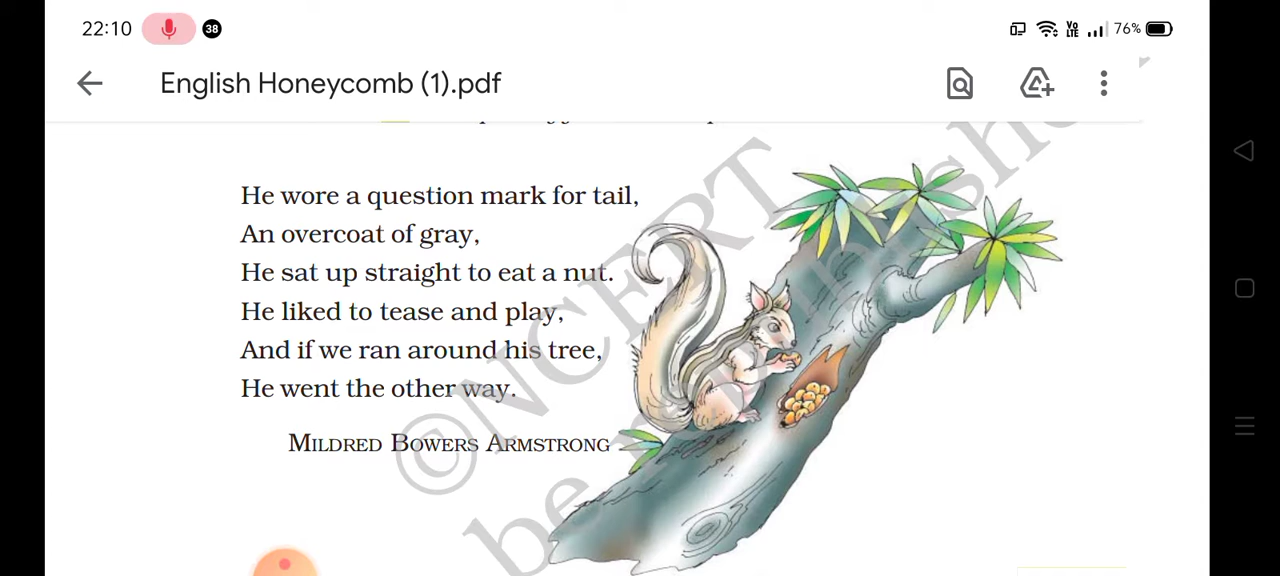 22:10 38 Vo LTE 76%
English Honeycomb (1).pdf
He wore a question mark for tail,
An overcoat of gray,
He sat up straight to eat a nut.
He liked to tease and play,
And if we ran around his tree,
He went the other way.
MILDRED BOWERS ARMSTRONG
©NCERT
be